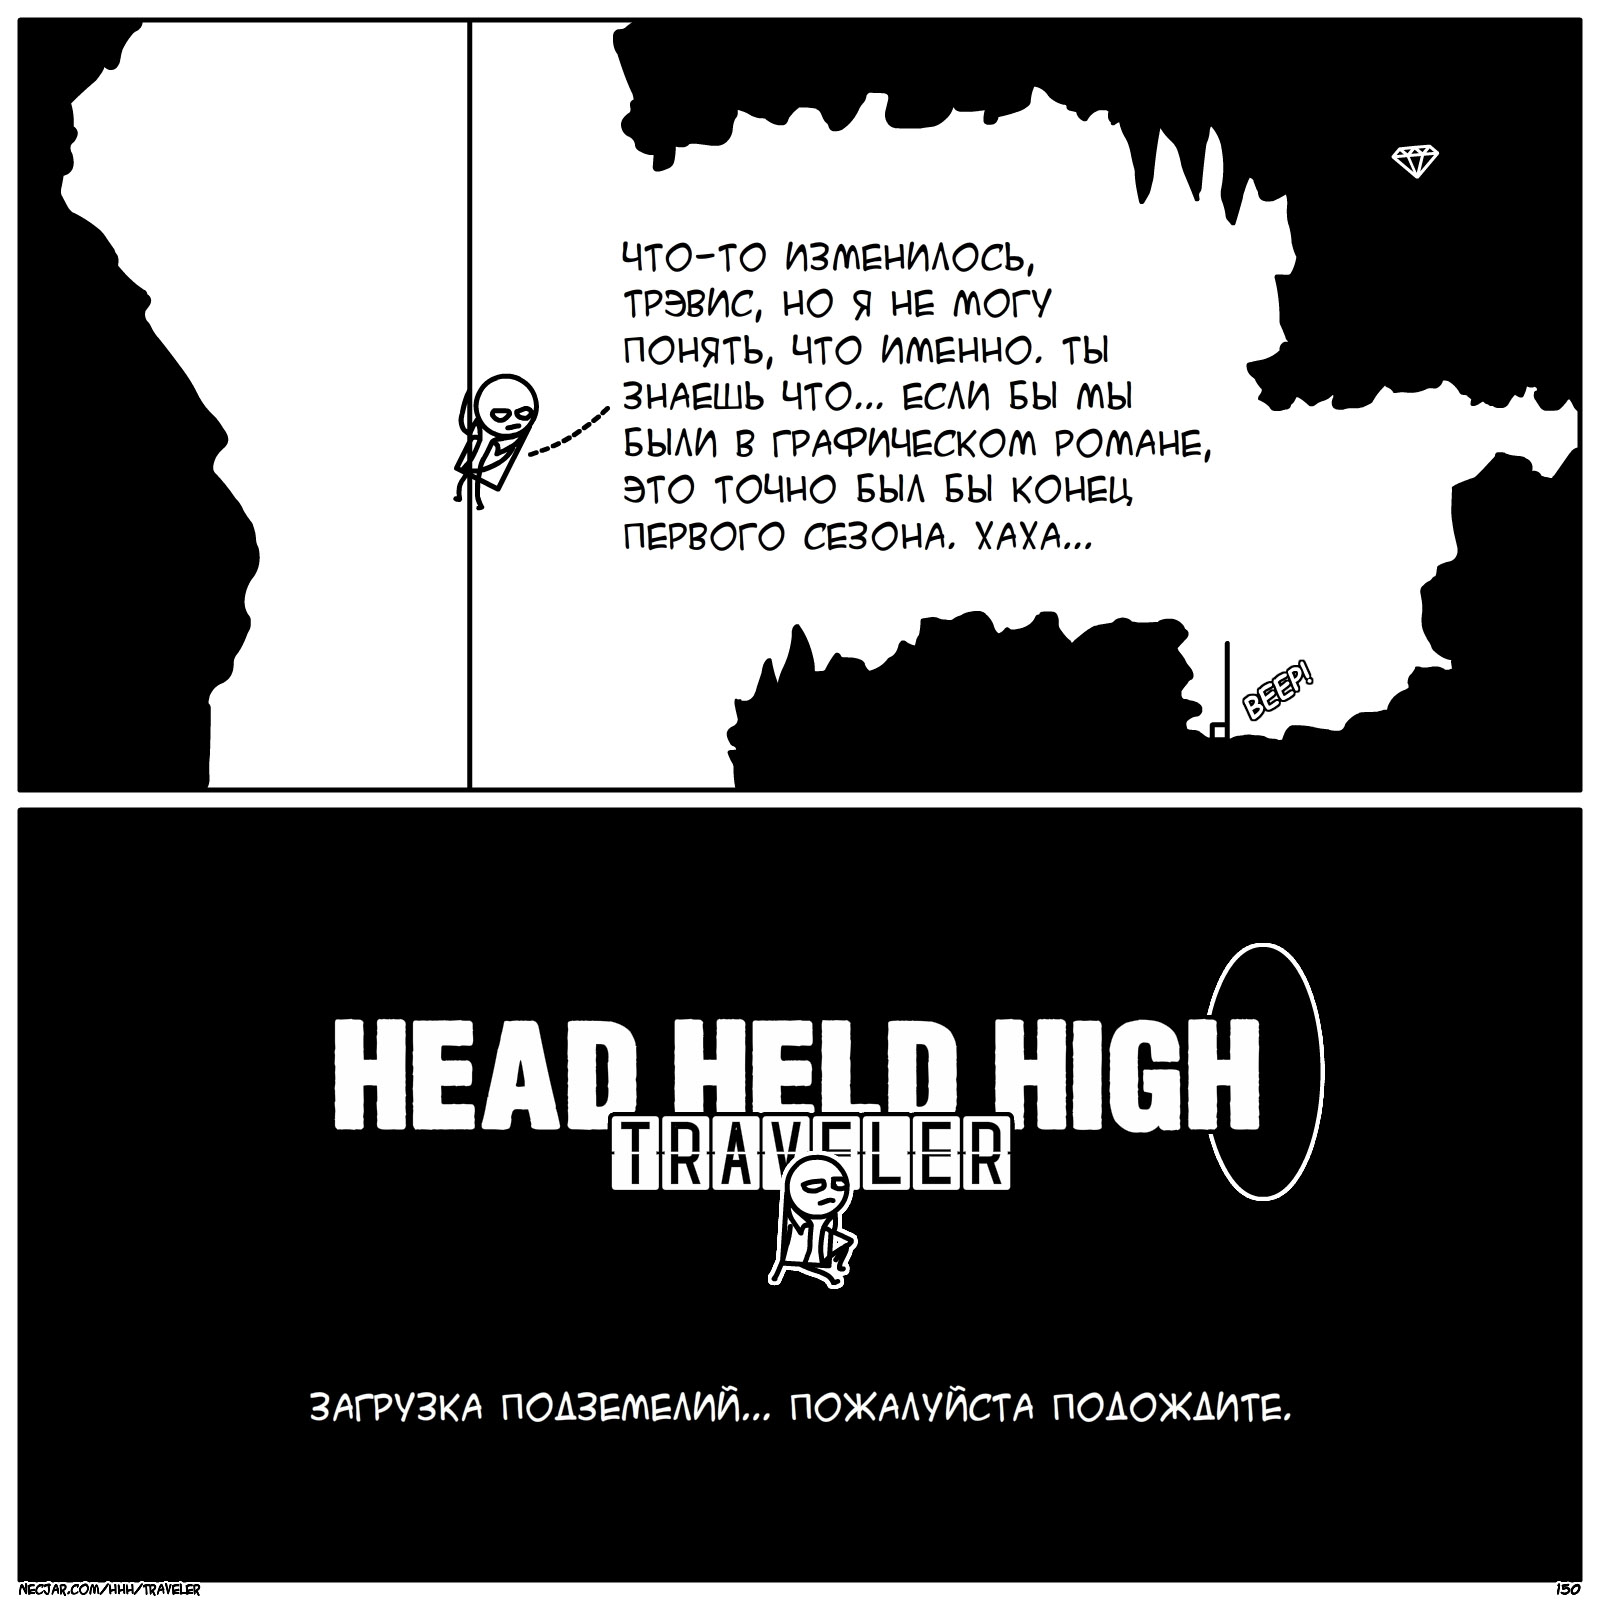 ЧТО-ТО ИЗМЕНИЛОСЬ,
ТРЭВИС, НО Я НЕ МОГУ
ПОНЯТЬ, ЧТО ИМЕННО. ТЫ
ЗНАЕШЬ ЧТО... ЕСЛИ БЫ МЫ
БЫЛИ В ГРАФИЧЕСКОМ РОМАНЕ,
ЭТО ТОЧНО БЫЛ БЫ КОНЕЦ
ПЕРВОГО СЕЗОНА. ХАХА...
BEEP!
HEAD HELD HIGH
TRAVELER
ЗАГРУЗКА ПОДЗЕМЕЛИЙ... ПОЖАЛУЙСТА ПОДОЖДИТЕ.
NECJAR.COM/HHH/TRAVELER
150